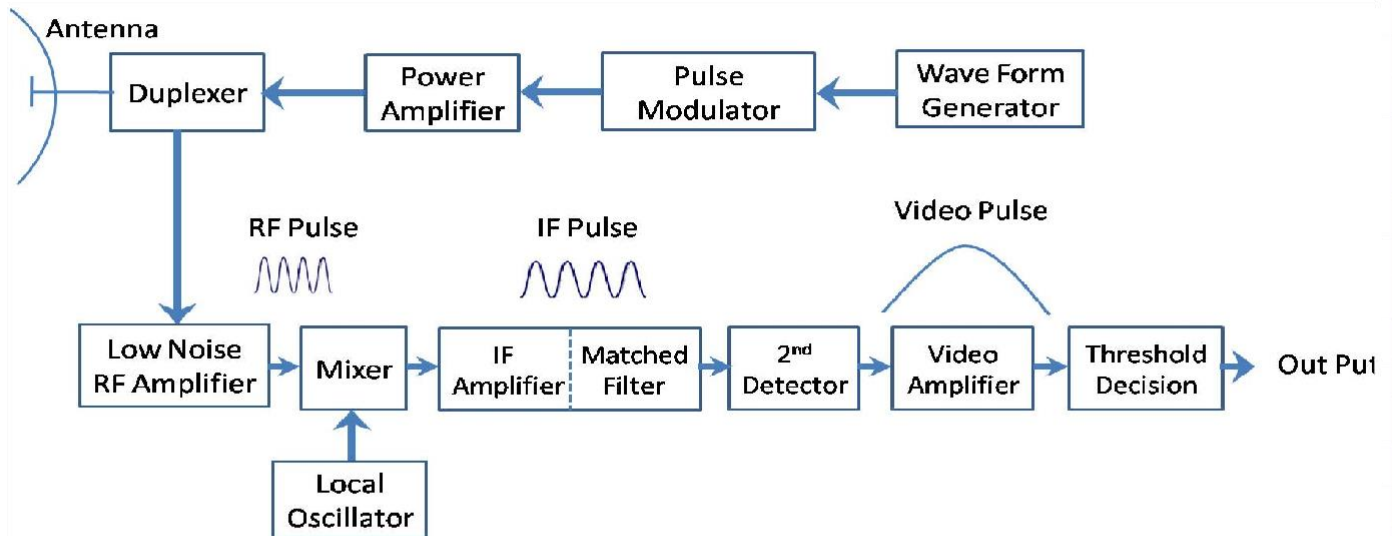 Antenna
Duplexer
Power
Amplifier
Pulse
Modulator
Wave Form
Generator
RF Pulse
IF Pulse
Video Pulse
Low Noise
RF Amplifier
Mixer
IF
Amplifier
Matched
Filter
2nd
Detector
Video
Amplifier
Threshold
Decision
Out Put
Local
Oscillator